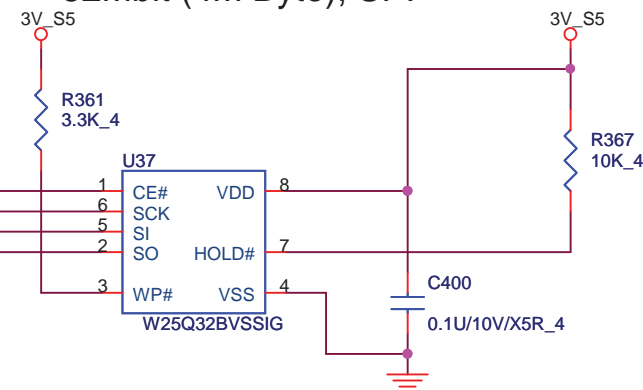 3V_S5
3V_S5
R361
3.3K_4
R367
10K_4
U37
1 CE# VDD 8
6 SCK
5 SI
2 SO HOLD# 7
3 WP# VSS 4
W25Q32BVSSIG
C400
0.1U/10V/X5R_4